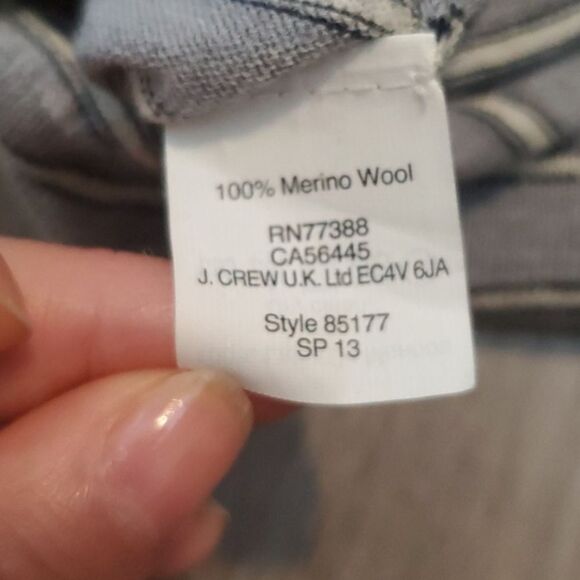 100% Merino Wool
RN77388
CA56445
J. CREW U.K. Ltd EC4V 6JA
Style 85177
SP 13